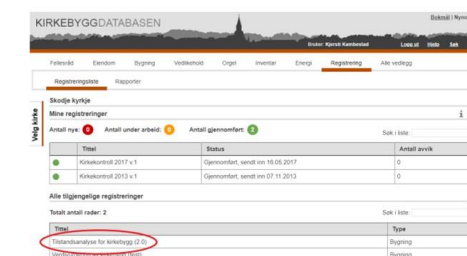 KIRKEBYGGDATABASEN
Bokmål | Nyno
Bruker: Kjersti Kambestad Logg ut Hjelp Søk
Fellesråd Eiendom Bygning Vedlikehold Orgel Inventar Energi Registrering Alle vedlegg
Registreringsliste Rapporter
Velg kirke
Skodje kyrkje
Mine registreringer
Antall nye: 0 Antall under arbeid: 0 Antall gjennomført: 2
Søk i liste
Tittel Status Antall avvik
Kirkekontroll 2017 v.1 Gjennomført, sendt inn 16.05 2017 0
Kirkekontroll 2013 v.1 Gjennomført, sendt inn 07.11 2013 0
Alle tilgjengelige registreringer
Totalt antall rader: 2 Søk i liste
Tittel Type
Tilstandsanalyse for kirkebygg (2.0) Bygning
Bygning